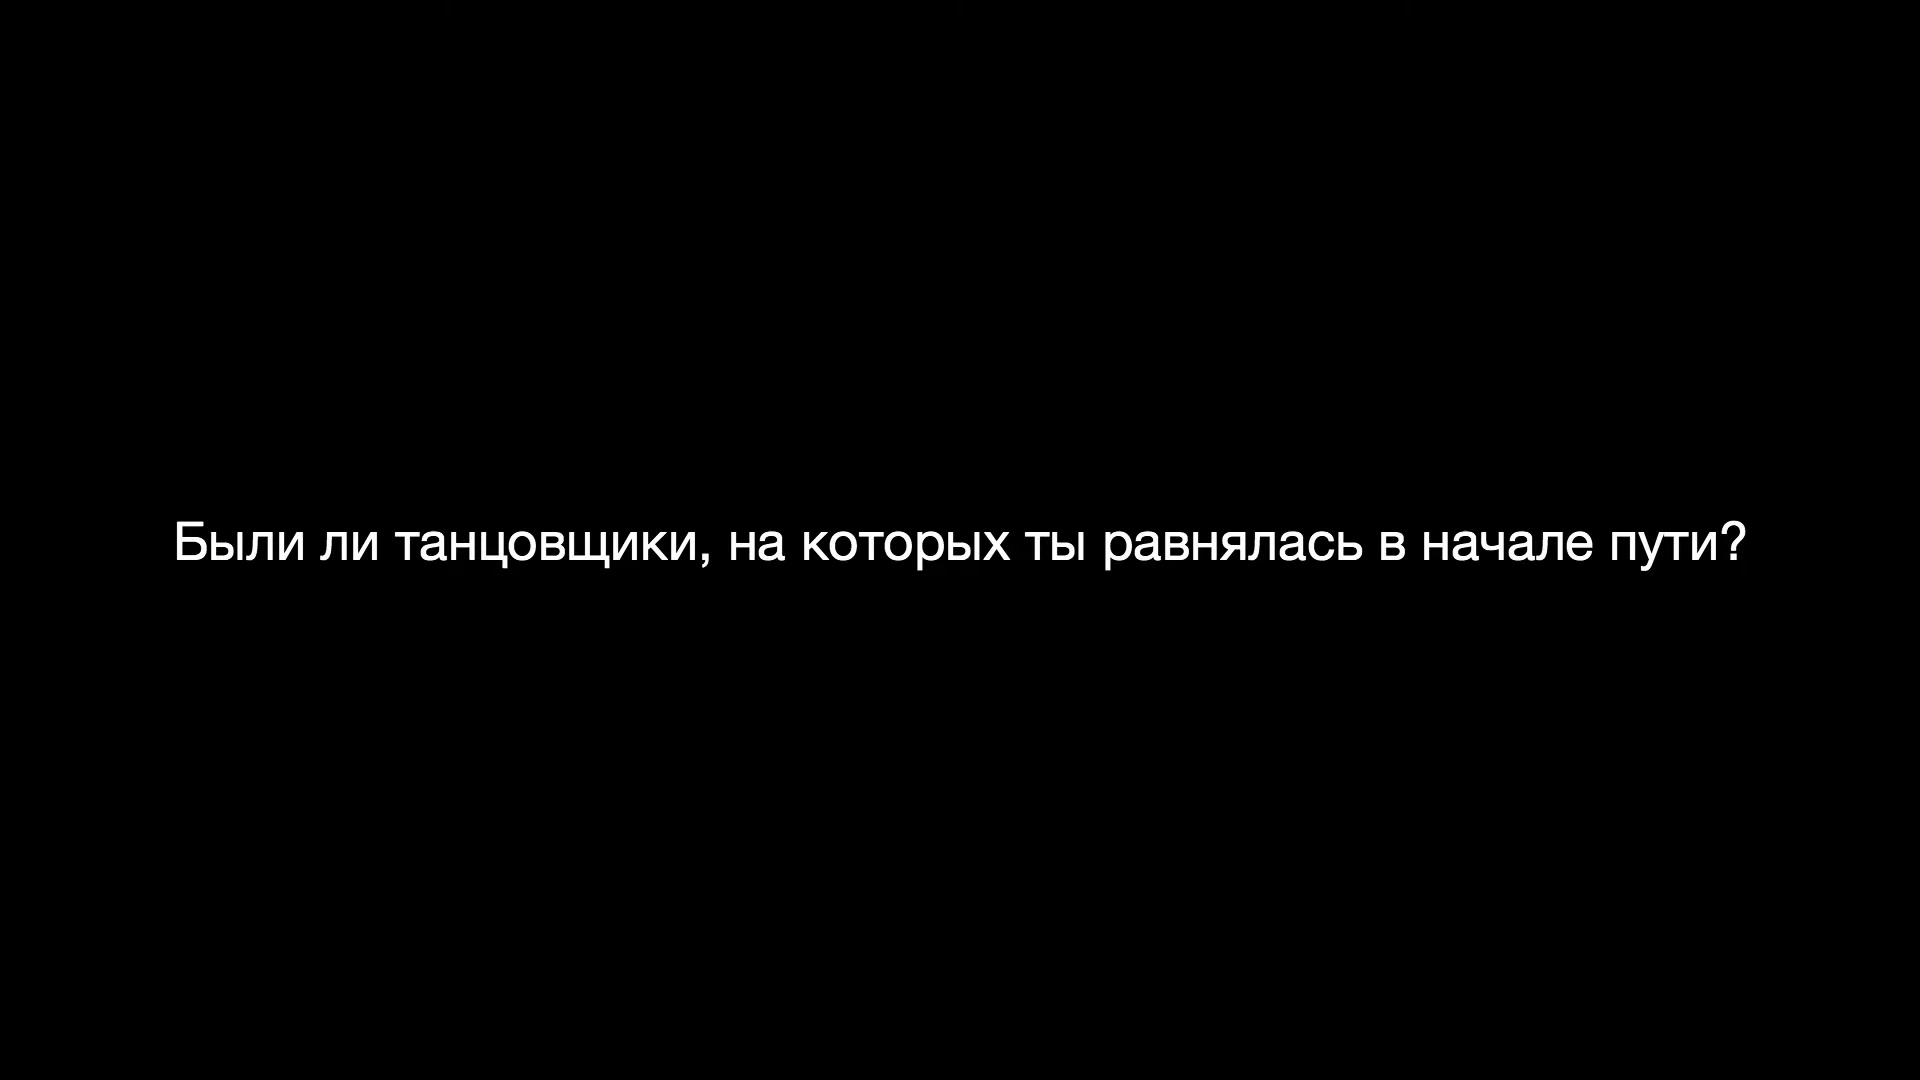 Были ли танцовщики, на которых ты равнялась в начале пути?